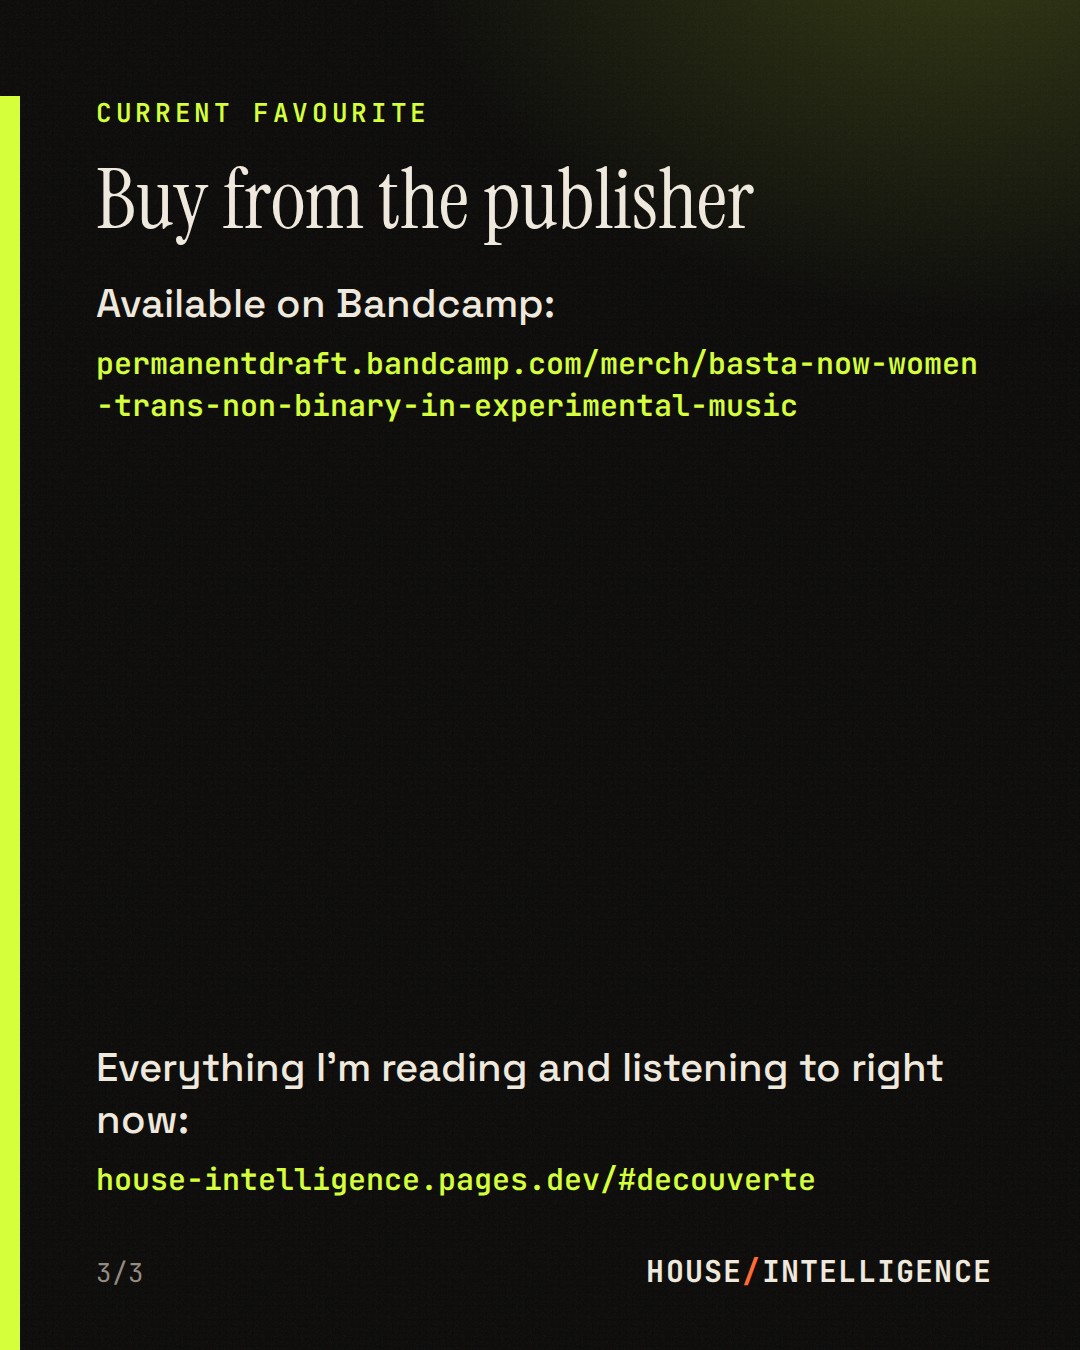 CURRENT FAVOURITE
Buy from the publisher
Available on Bandcamp:
permanentdraft.bandcamp.com/merch/basta-now-women
-trans-non-binary-in-experimental-music
Everything I’m reading and listening to right
now:
house-intelligence.pages.dev/#decouverte
3/3
HOUSE/INTELLIGENCE